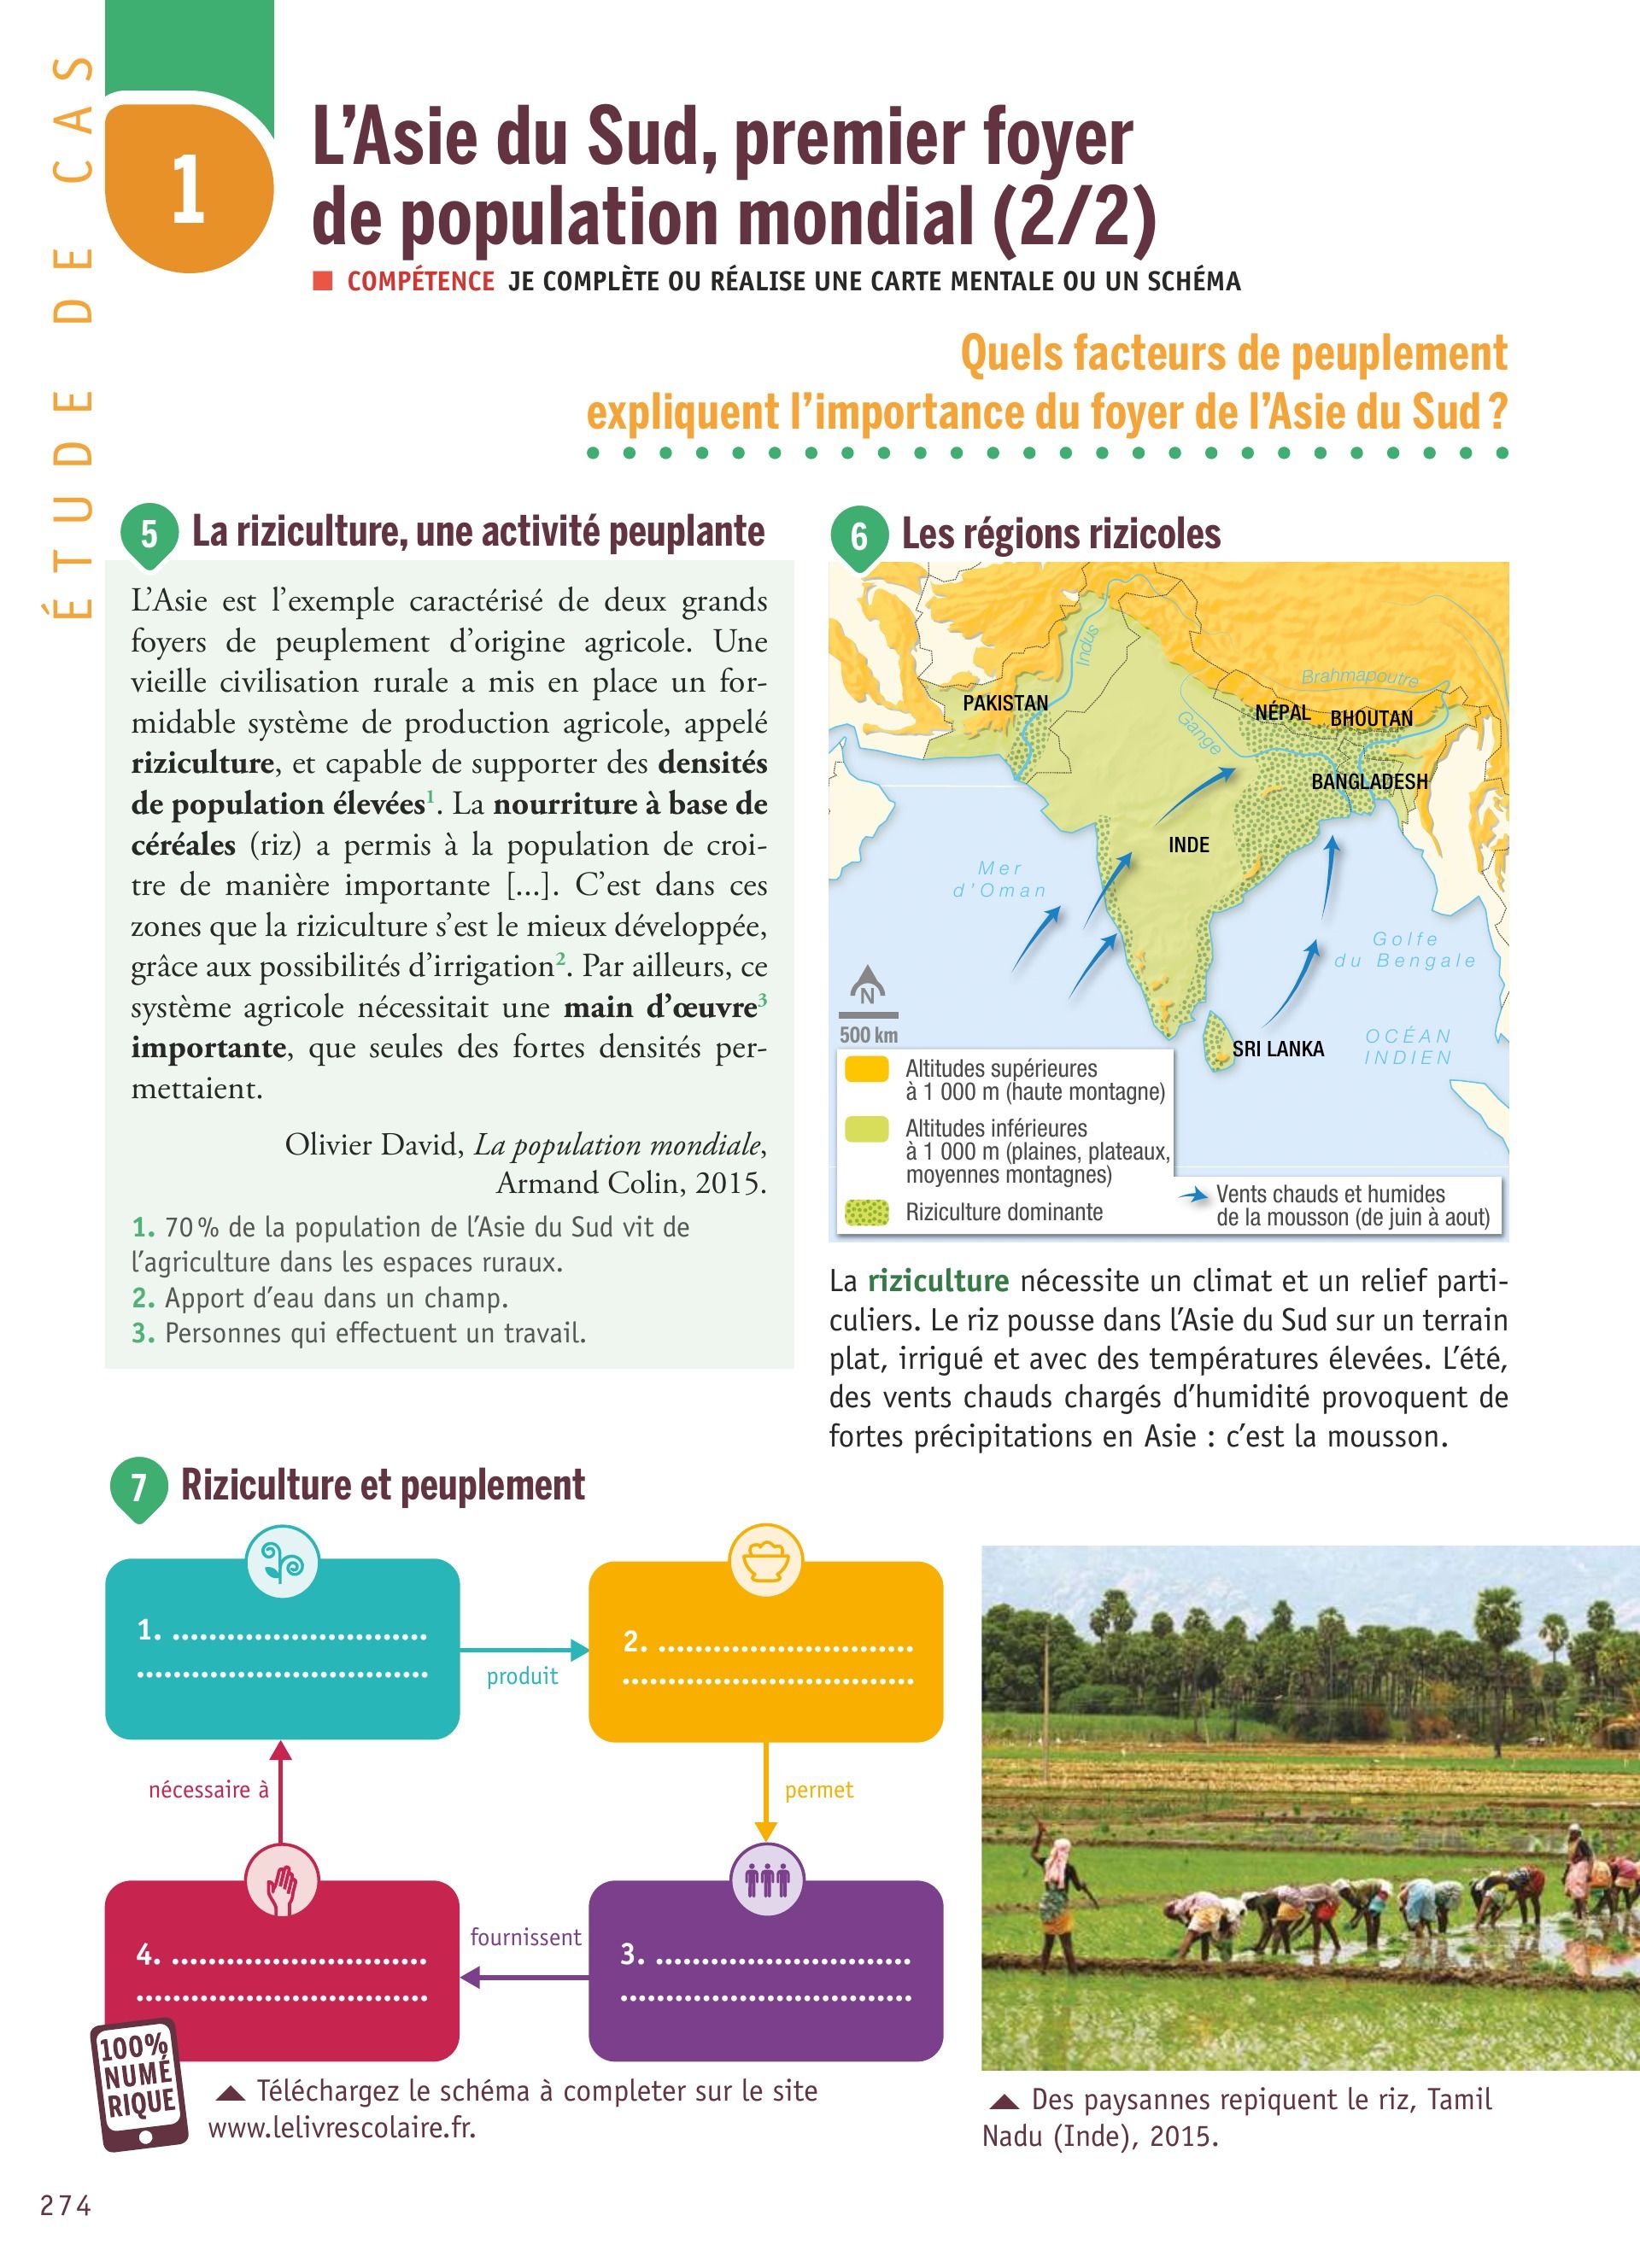 ÉTUDE DE CAS
1
L'Asie du Sud, premier foyer
de population mondial (2/2)
COMPÉTENCE JE COMPLÈTE OU RÉALISE UNE CARTE MENTALE OU UN SCHÉMA
Quels facteurs de peuplement
expliquent l'importance du foyer de l'Asie du Sud ?
5 La riziculture, une activité peuplante
L'Asie est l'exemple caractérisé de deux grands
foyers de peuplement d'origine agricole. Une
vieille civilisation rurale a mis en place un for-
midable système de production agricole, appelé
riziculture, et capable de supporter des densités
de population élevées1. La nourriture à base de
céréales (riz) a permis à la population de croi-
tre de manière importante [...]. C'est dans ces
zones que la riziculture s'est le mieux développée,
grâce aux possibilités d'irrigation2. Par ailleurs, ce
système agricole nécessitait une main d'œuvre3
importante, que seules des fortes densités per-
mettaient.
Olivier David, La population mondiale,
Armand Colin, 2015.
1. 70 % de la population de l'Asie du Sud vit de
l'agriculture dans les espaces ruraux.
2. Apport d'eau dans un champ.
3. Personnes qui effectuent un travail.
6 Les régions rizicoles
Indus
Brahmapoutre
PAKISTAN
NÉPAL
BHOUTAN
Gange
BANGLADESH
INDE
Mer
d'Oman
Golfe
du Bengale
N
500 km
SRI LANKA
OCÉAN
INDIEN
Altitudes supérieures
à 1 000 m (haute montagne)
Altitudes inférieures
à 1 000 m (plaines, plateaux,
moyennes montagnes)
Riziculture dominante
Vents chauds et humides
de la mousson (de juin à aout)
La riziculture nécessite un climat et un relief parti-
culiers. Le riz pousse dans l'Asie du Sud sur un terrain
plat, irrigué et avec des températures élevées. L'été,
des vents chauds chargés d'humidité provoquent de
fortes précipitations en Asie : c'est la mousson.
7 Riziculture et peuplement
1. ............................
................................
produit
2. ............................
................................
nécessaire à
permet
4. ............................
................................
fournissent
3. ............................
................................
100%
NUMÉ
RIQUE
Téléchargez le schéma à completer sur le site
www.lelivrescolaire.fr.
Des paysannes repiquent le riz, Tamil
Nadu (Inde), 2015.
274